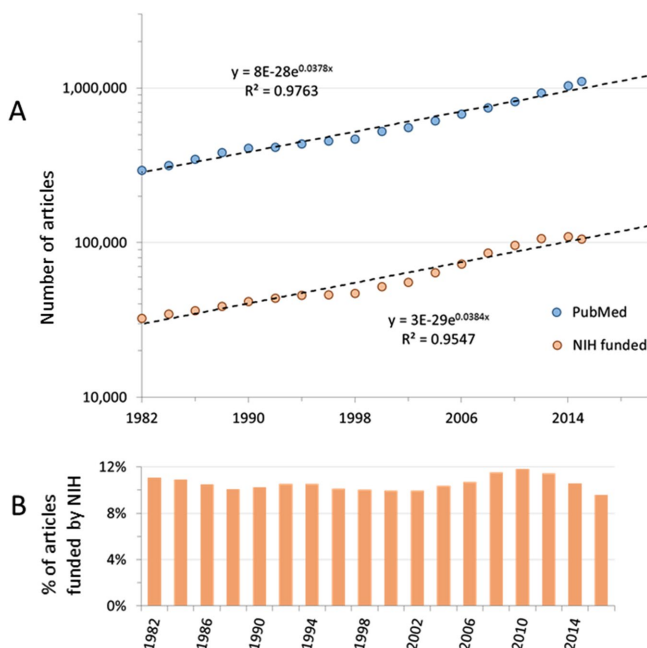 A
Number of articles
1,000,000
100,000
10,000
y = 8E-28e^0.0378x
R² = 0.9763
y = 3E-29e^0.0384x
R² = 0.9547
PubMed
NIH funded
1982
1990
1998
2006
2014
B
% of articles
funded by NIH
12%
8%
4%
0%
1982
1986
1990
1994
1998
2002
2006
2010
2014